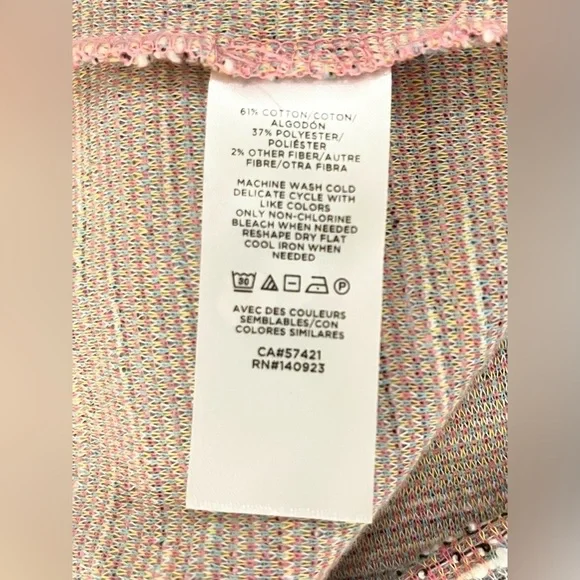 61% COTTON/COTON/
ALGODÓN
37% POLYESTER/
POLIÉSTER
2% OTHER FIBER/AUTRE
FIBRE/OTRA FIBRA
MACHINE WASH COLD
DELICATE CYCLE WITH
LIKE COLORS
ONLY NON-CHLORINE
BLEACH WHEN NEEDED
RESHAPE DRY FLAT
COOL IRON WHEN
NEEDED
30 P
AVEC DES COULEURS
SEMBLABLES/CON
COLORES SIMILARES
CA#57421
RN#140923